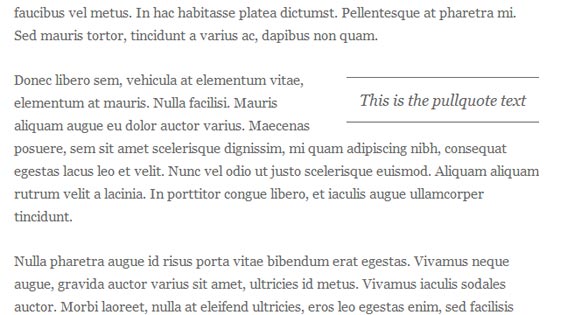 faucibus vel metus. In hac habitasse platea dictumst. Pellentesque at pharetra mi.
Sed mauris tortor, tincidunt a varius ac, dapibus non quam.
Donec libero sem, vehicula at elementum vitae,
elementum at mauris. Nulla facilisi. Mauris
aliquam augue eu dolor auctor varius. Maecenas
This is the pullquote text
posuere, sem sit amet scelerisque dignissim, mi quam adipiscing nibh, consequat
egestas lacus leo et velit. Nunc vel odio ut justo scelerisque euismod. Aliquam aliquam
rutrum velit a lacinia. In porttitor congue libero, et iaculis augue ullamcorper
tincidunt.
Nulla pharetra augue id risus porta vitae bibendum erat egestas. Vivamus neque
augue, gravida auctor varius sit amet, ultricies id metus. Vivamus iaculis sodales
auctor. Morbi laoreet, nulla at eleifend ultricies, eros leo egestas enim, sed facilisis